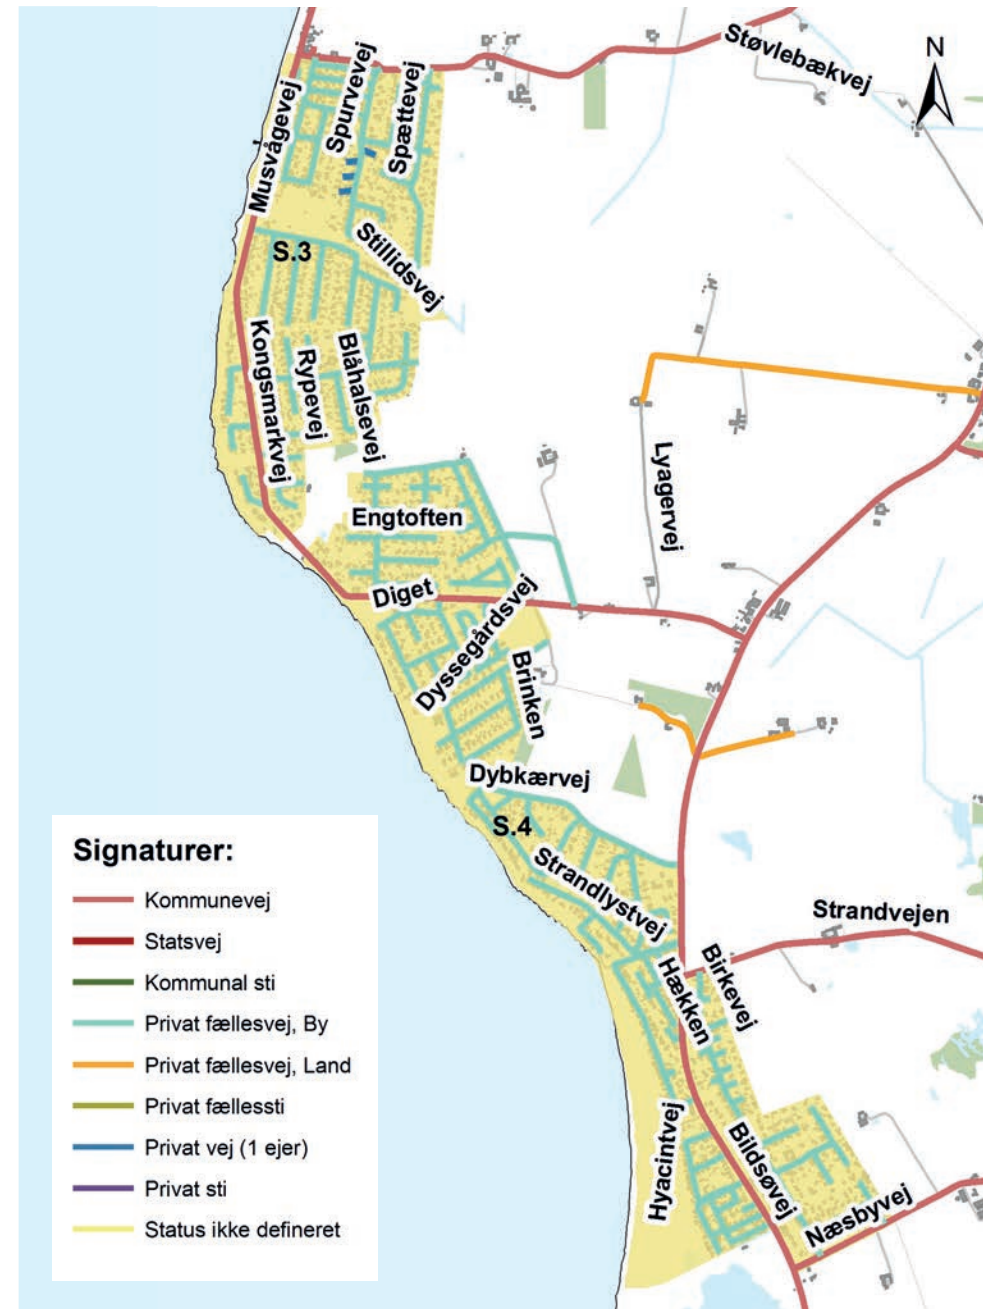 N
Støvlebækvej
Musvågevej
Spurvevej
Spættevej
S.3
Stillidsvej
Kongsmarkvej
Rypevej
Blåhalsevej
Lyagervej
Engtoften
Diget
Dyssegårdsvej
Brinken
Dybkærvej
S.4
Strandlystvej
Strandvejen
Hækken
Birkevej
Hyacintvej
Bildsøvej
Næsbyvej
Signaturer:
Kommunevej
Statsvej
Kommunal sti
Privat fællesvej, By
Privat fællesvej, Land
Privat fællessti
Privat vej (1 ejer)
Privat sti
Status ikke defineret